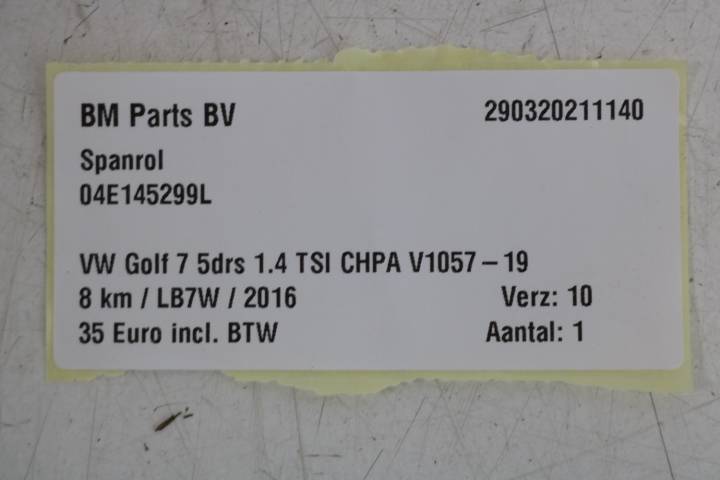 BM Parts BV 290320211140
Spanrol
04E145299L
VW Golf 7 5drs 1.4 TSI CHPA V1057 – 19
8 km / LB7W / 2016 Verz: 10
35 Euro incl. BTW Aantal: 1